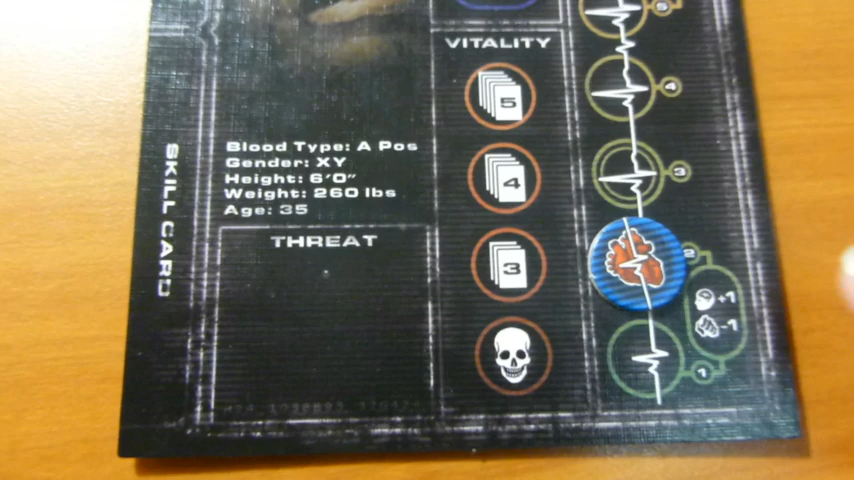 VITALITY
5
5
4
4
3
3
2
+1
-1
1
Blood Type: A Pos
Gender: XY
Height: 6'0"
Weight: 260 lbs
Age: 35
THREAT
SKILL CARD